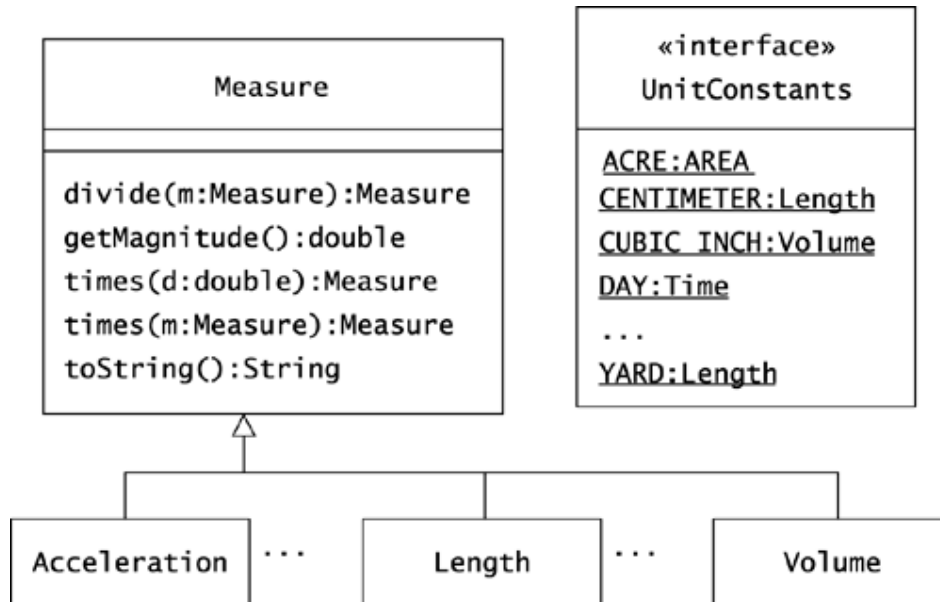 Measure
divide(m:Measure):Measure
getMagnitude():double
times(d:double):Measure
times(m:Measure):Measure
toString():String
«interface»
UnitConstants
ACRE:AREA
CENTIMETER:Length
CUBIC_INCH:Volume
DAY:Time
...
YARD:Length
Acceleration ... Length ... Volume